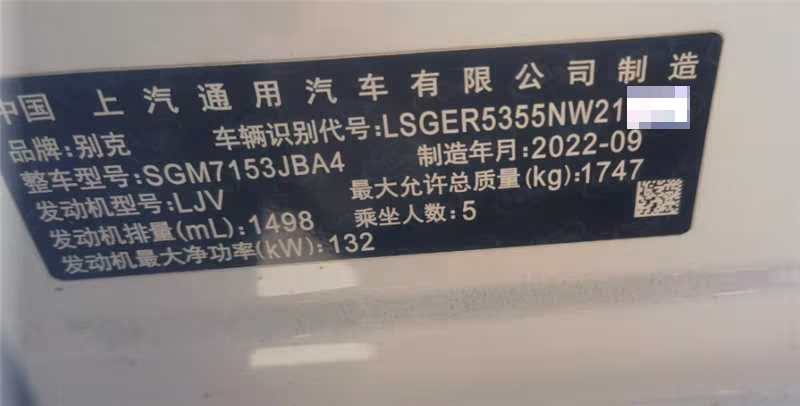 中国 上汽通用汽车有限公司制造
品牌:别克 车辆识别代号:LSGER5355NW21
整车型号:SGM7153JBA4 制造年月:2022-09
发动机型号:LJV 最大允许总质量(kg):1747
发动机排量(mL):1498 乘坐人数:5
发动机最大净功率(kW):132